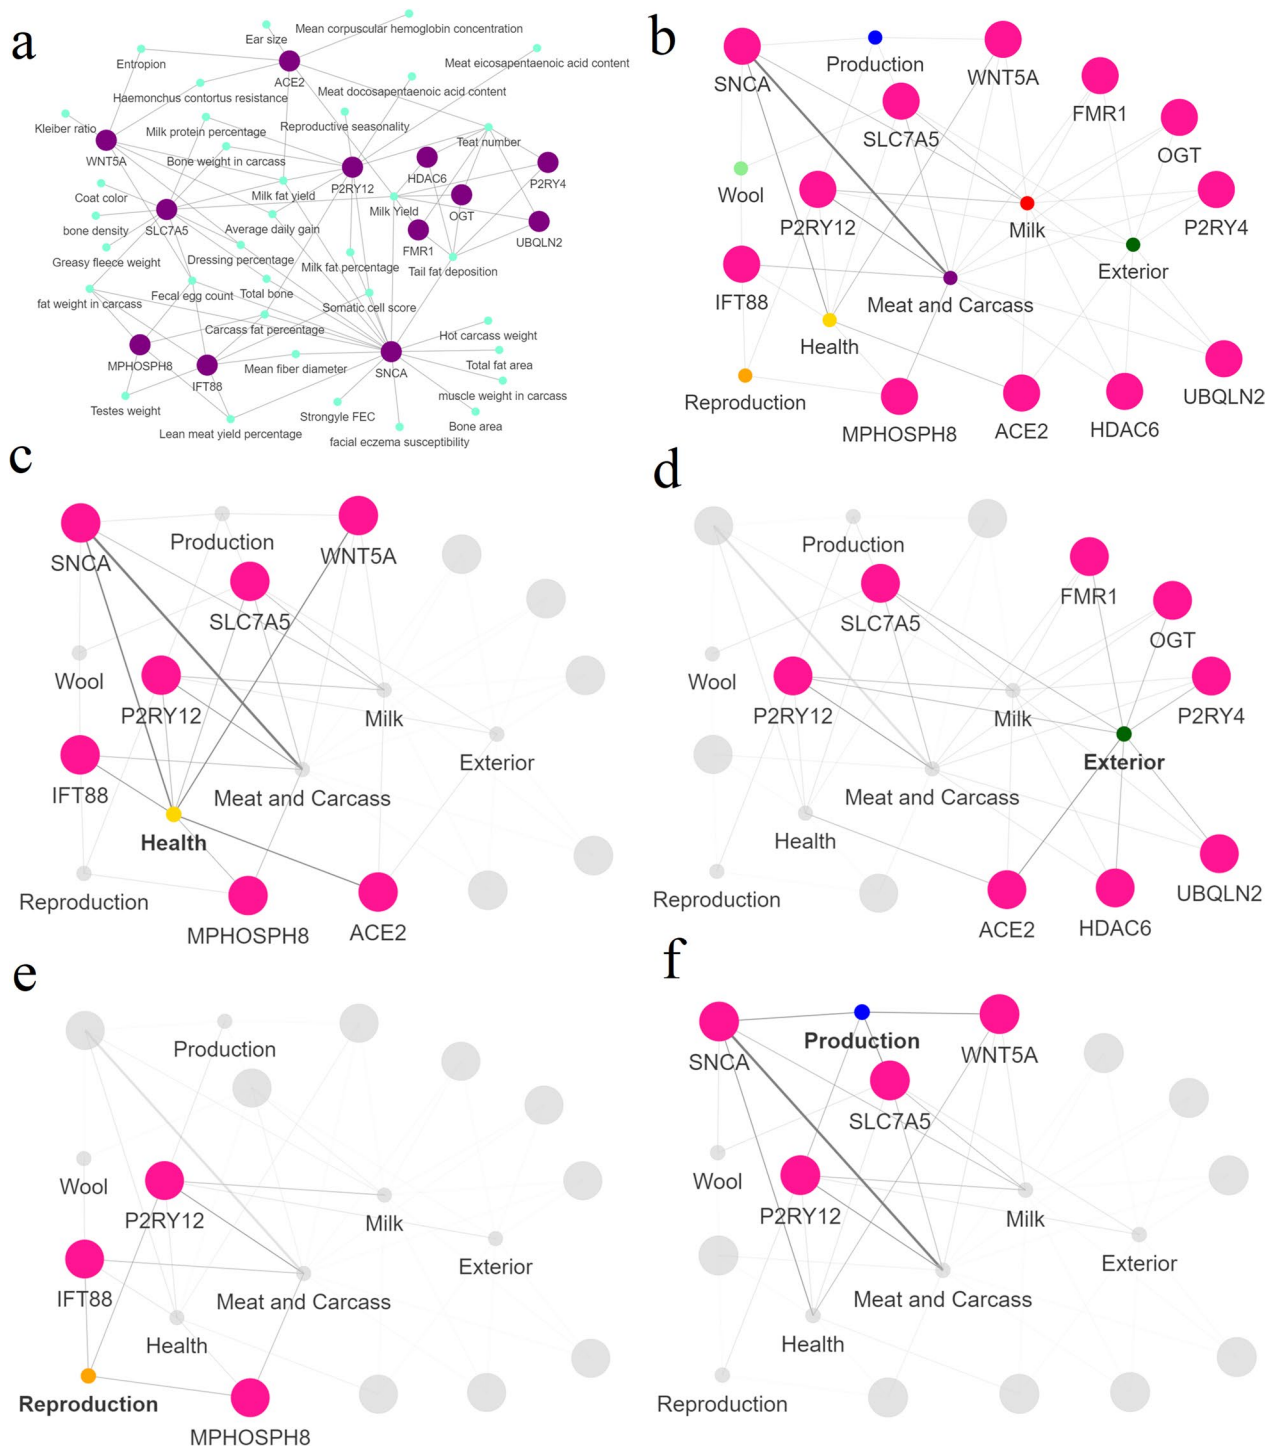 a
Mean corpuscular hemoglobin concentration
Ear size
Entropion
ACE2
Meat eicosapentaenoic acid content
Haemonchus contortus resistance
Meat docosapentaenoic acid content
Kleiber ratio
Milk protein percentage
Reproductive seasonality
Teat number
WNT5A
Bone weight in carcass
P2RY12
HDAC6
P2RY4
Coat color
Milk fat yield
Milk Yield
OGT
bone density
SLC7A5
Average daily gain
FMR1
UBQLN2
Greasy fleece weight
Dressing percentage
Milk fat percentage
Tail fat deposition
fat weight in carcass
Fecal egg count
Total bone
Somatic cell score
Carcass fat percentage
Hot carcass weight
MPHOSPH8
IFT88
Mean fiber diameter
SNCA
Total fat area
muscle weight in carcass
Testes weight
Strongyle FEC
Bone area
Lean meat yield percentage
facial eczema susceptibility
b
SNCA
Production
WNT5A
FMR1
SLC7A5
OGT
Wool
P2RY12
Milk
P2RY4
Exterior
IFT88
Meat and Carcass
Health
Reproduction
MPHOSPH8
ACE2
HDAC6
UBQLN2
c
SNCA
Production
WNT5A
SLC7A5
Wool
P2RY12
Milk
Exterior
IFT88
Meat and Carcass
Health
Reproduction
MPHOSPH8
ACE2
d
Production
FMR1
SLC7A5
OGT
Wool
P2RY12
Milk
P2RY4
Exterior
Meat and Carcass
Health
Reproduction
ACE2
HDAC6
UBQLN2
e
Production
Wool
P2RY12
Milk
Exterior
IFT88
Meat and Carcass
Health
Reproduction
MPHOSPH8
f
SNCA
Production
WNT5A
SLC7A5
Wool
P2RY12
Milk
Exterior
Meat and Carcass
Health
Reproduction